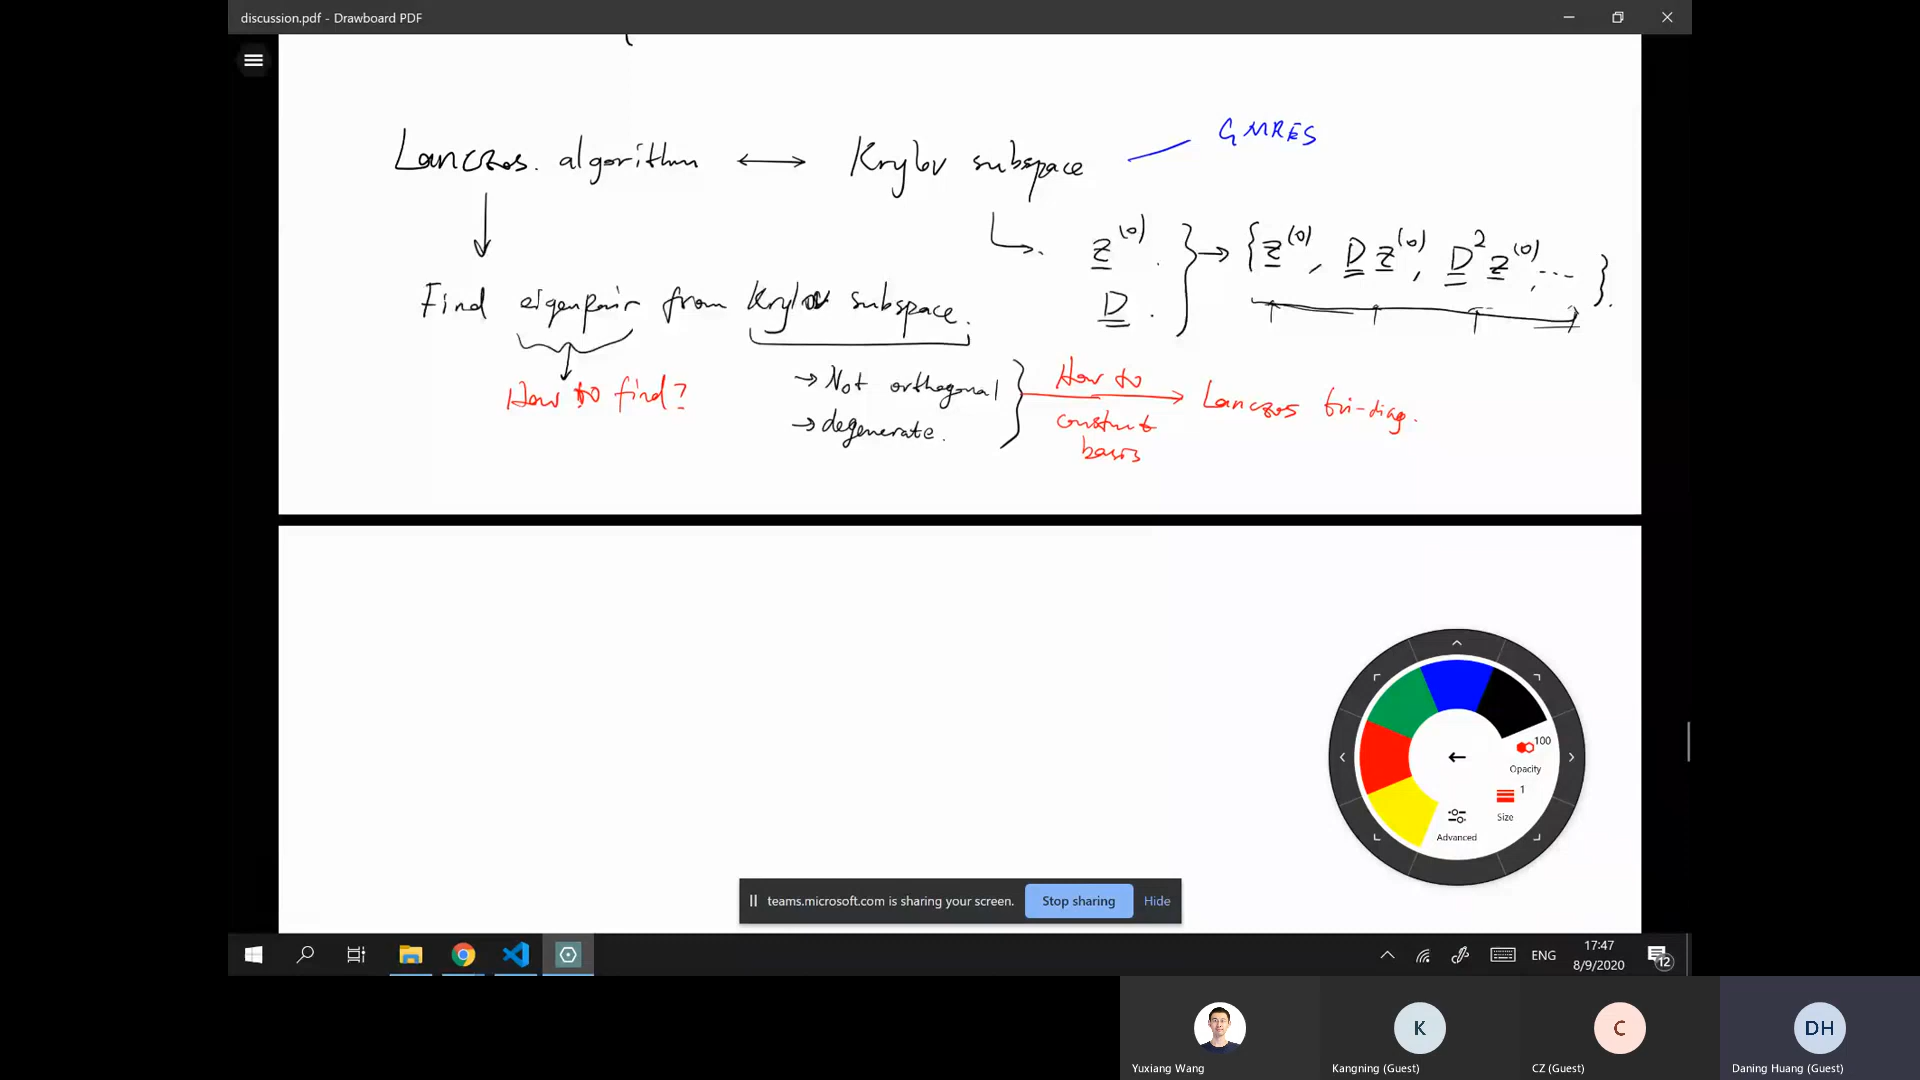 discussion.pdf - Drawboard PDF
Lanczos. algorithm ⟷ Krylov subspace — GMRES
z^(0). } → { z^(0), D z^(0), D^2 z^(0), ... }.
D.
Find eigenpair from Krylov subspace.
How to find?
→ Not orthogonal
→ degenerate.
How to
construct
basis
Lanczos tri-diag.
100
Opacity
1
Size
Advanced
teams.microsoft.com is sharing your screen.
Stop sharing
Hide
ENG
17:47
8/9/2020
12
K
C
DH
Yuxiang Wang
Kangning (Guest)
CZ (Guest)
Daning Huang (Guest)